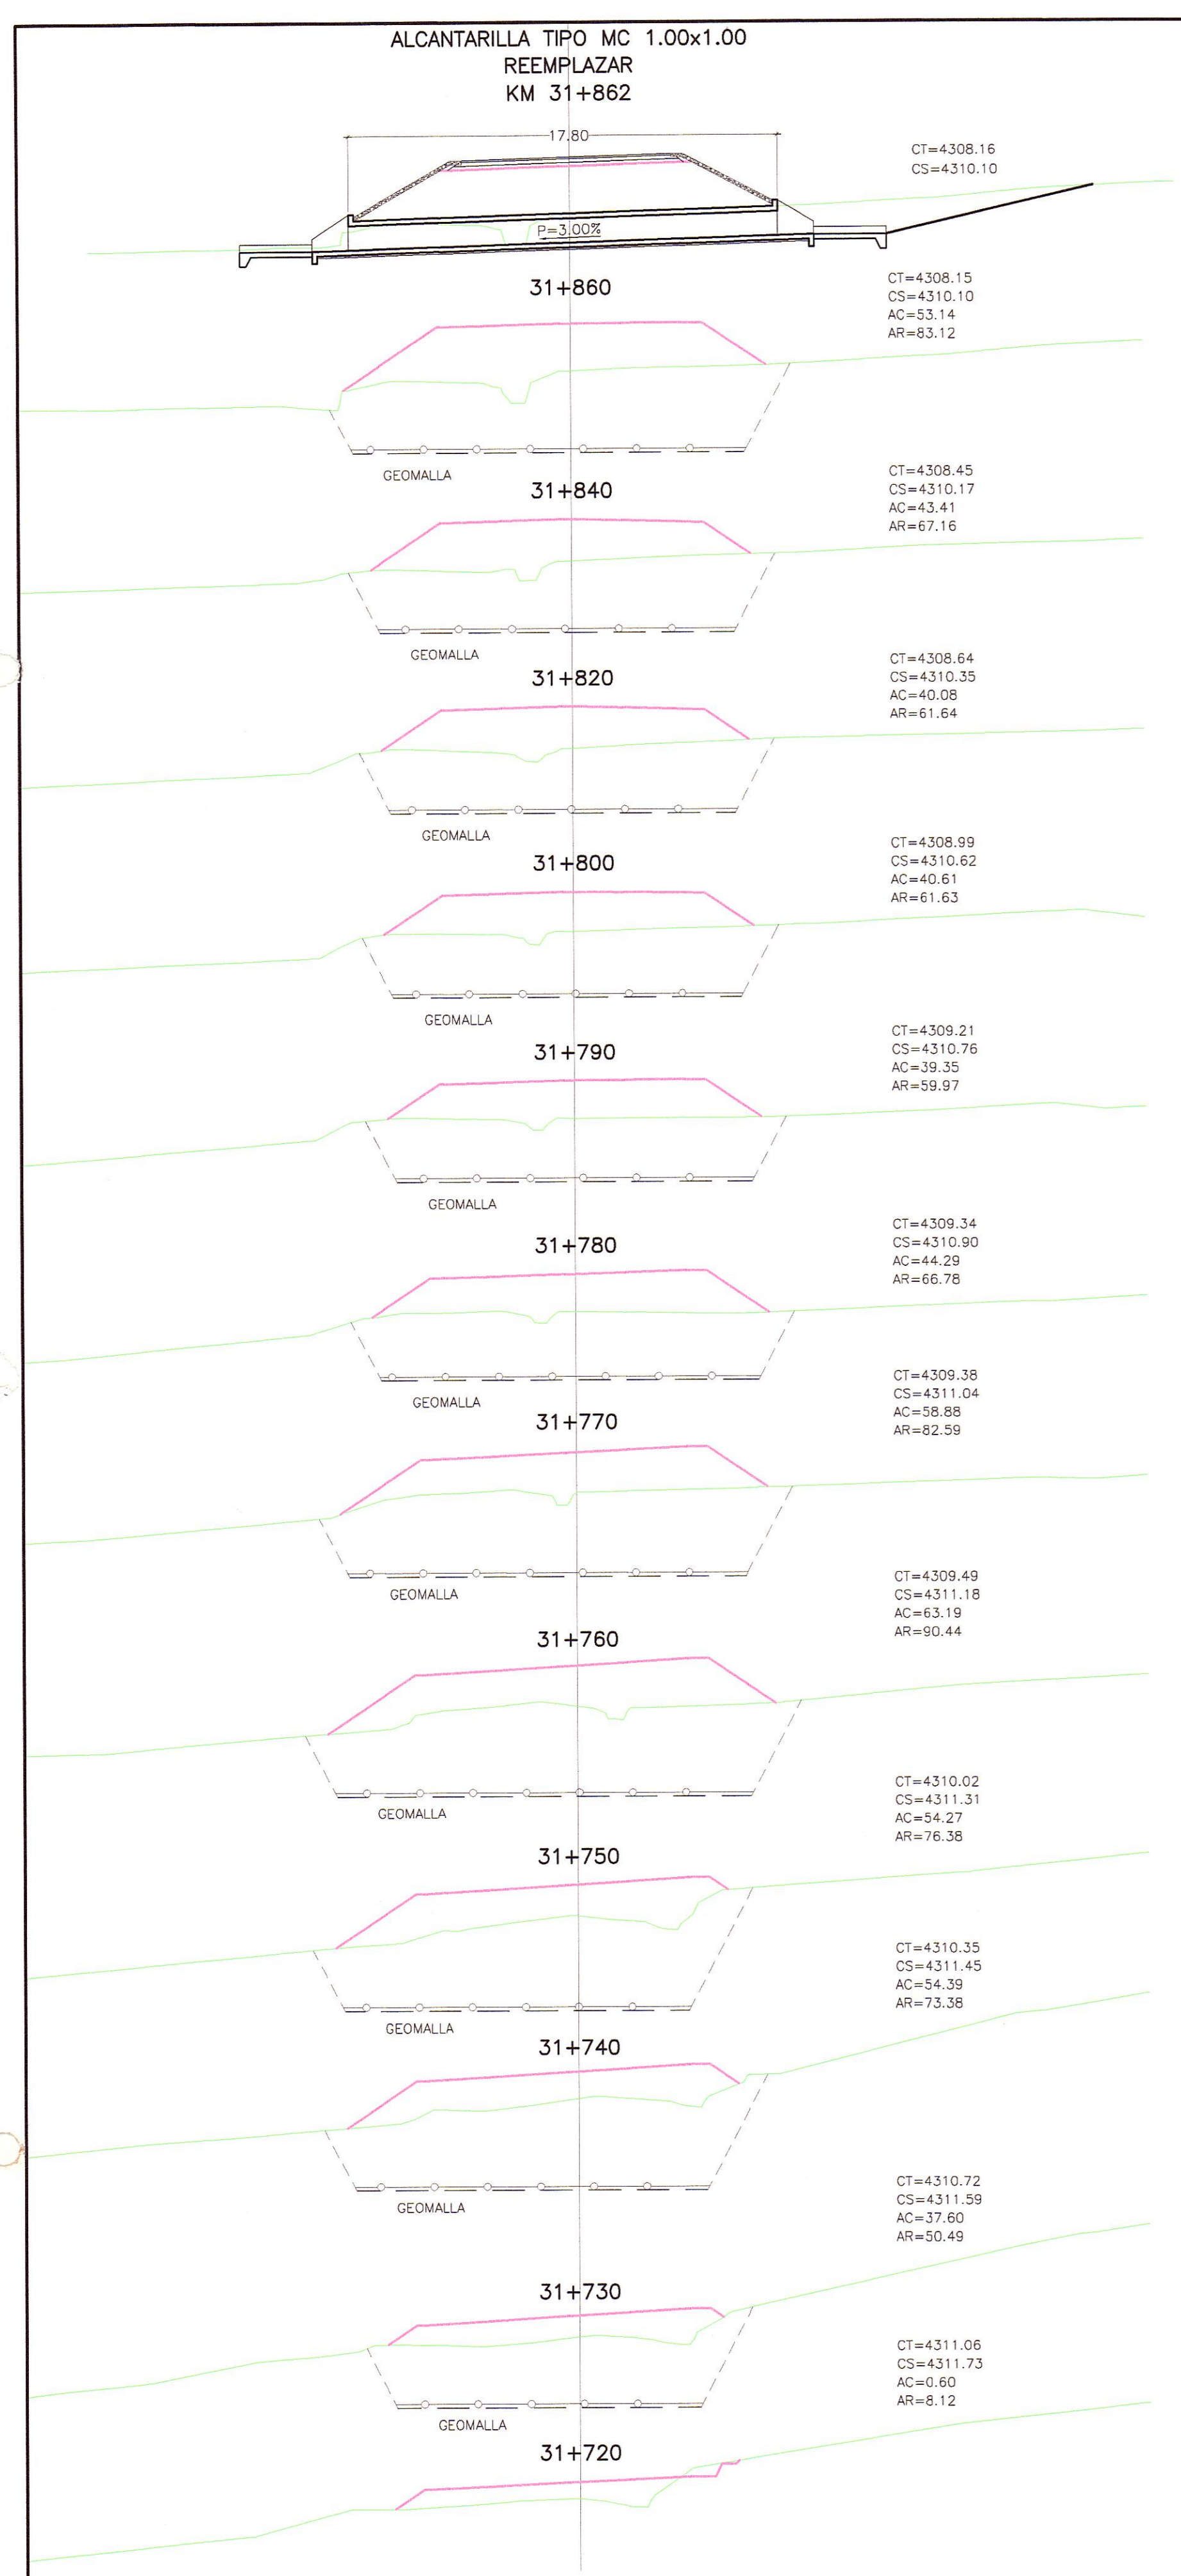 ALCANTARILLA TIPO MC 1.00x1.00
REEMPLAZAR
KM 31+862
17.80
CT=4308.16
CS=4310.10
P=3.00%
31+860
CT=4308.15
CS=4310.10
AC=53.14
AR=83.12
GEOMALLA
31+840
CT=4308.45
CS=4310.17
AC=43.41
AR=67.16
GEOMALLA
31+820
CT=4308.64
CS=4310.35
AC=40.08
AR=61.64
GEOMALLA
31+800
CT=4308.99
CS=4310.62
AC=40.61
AR=61.63
GEOMALLA
31+790
CT=4309.21
CS=4310.76
AC=39.35
AR=59.97
GEOMALLA
31+780
CT=4309.34
CS=4310.90
AC=44.29
AR=66.78
GEOMALLA
31+770
CT=4309.38
CS=4311.04
AC=58.88
AR=82.59
GEOMALLA
31+760
CT=4309.49
CS=4311.18
AC=63.19
AR=90.44
GEOMALLA
31+750
CT=4310.02
CS=4311.31
AC=54.27
AR=76.38
GEOMALLA
31+740
CT=4310.35
CS=4311.45
AC=54.39
AR=73.38
GEOMALLA
31+730
CT=4310.72
CS=4311.59
AC=37.60
AR=50.49
GEOMALLA
31+720
CT=4311.06
CS=4311.73
AC=0.60
AR=8.12